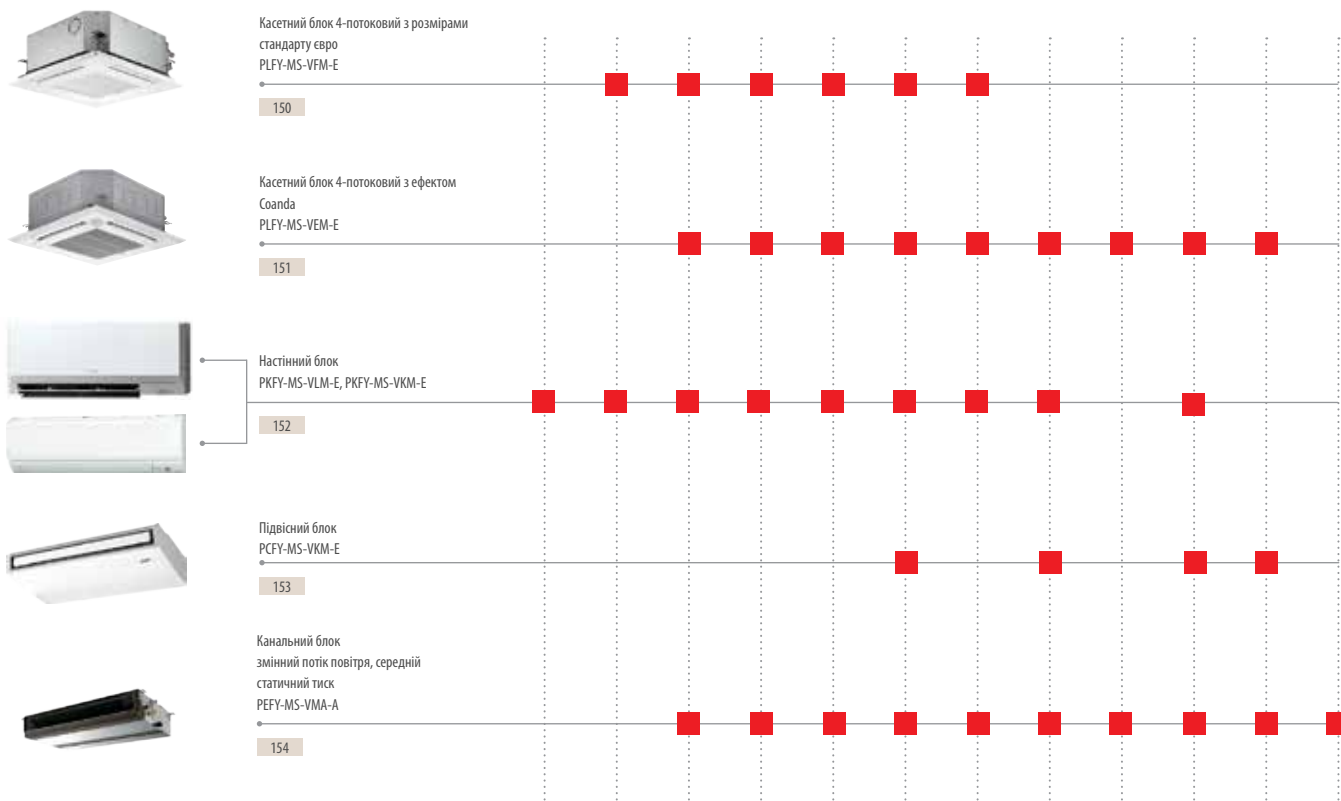 Касетний блок 4-потоковий з розмірами
стандарту євро
PLFY-MS-VFM-E
150
Касетний блок 4-потоковий з ефектом
Coanda
PLFY-MS-VEM-E
151
Настінний блок
PKFY-MS-VLM-E, PKFY-MS-VKM-E
152
Підвісний блок
PCFY-MS-VKM-E
153
Канальний блок
змінний потік повітря, середній
статичний тиск
PEFY-MS-VMA-A
154